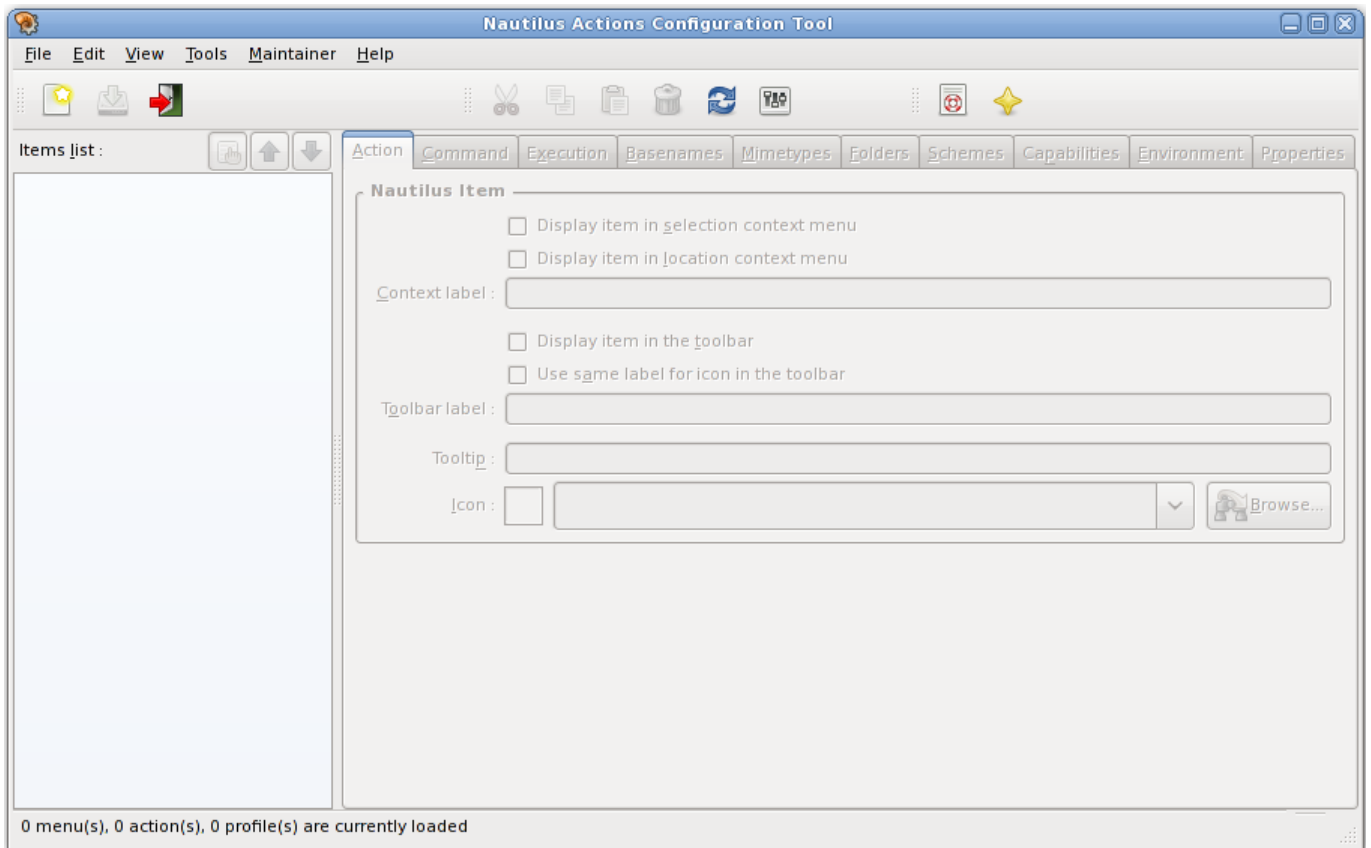 Nautilus Actions Configuration Tool
File Edit View Tools Maintainer Help
Items list :
Action Command Execution Basenames Mimetypes Folders Schemes Capabilities Environment Properties
Nautilus Item
Display item in selection context menu
Display item in location context menu
Context label :
Display item in the toolbar
Use same label for icon in the toolbar
Toolbar label :
Tooltip :
Icon : Browse...
0 menu(s), 0 action(s), 0 profile(s) are currently loaded